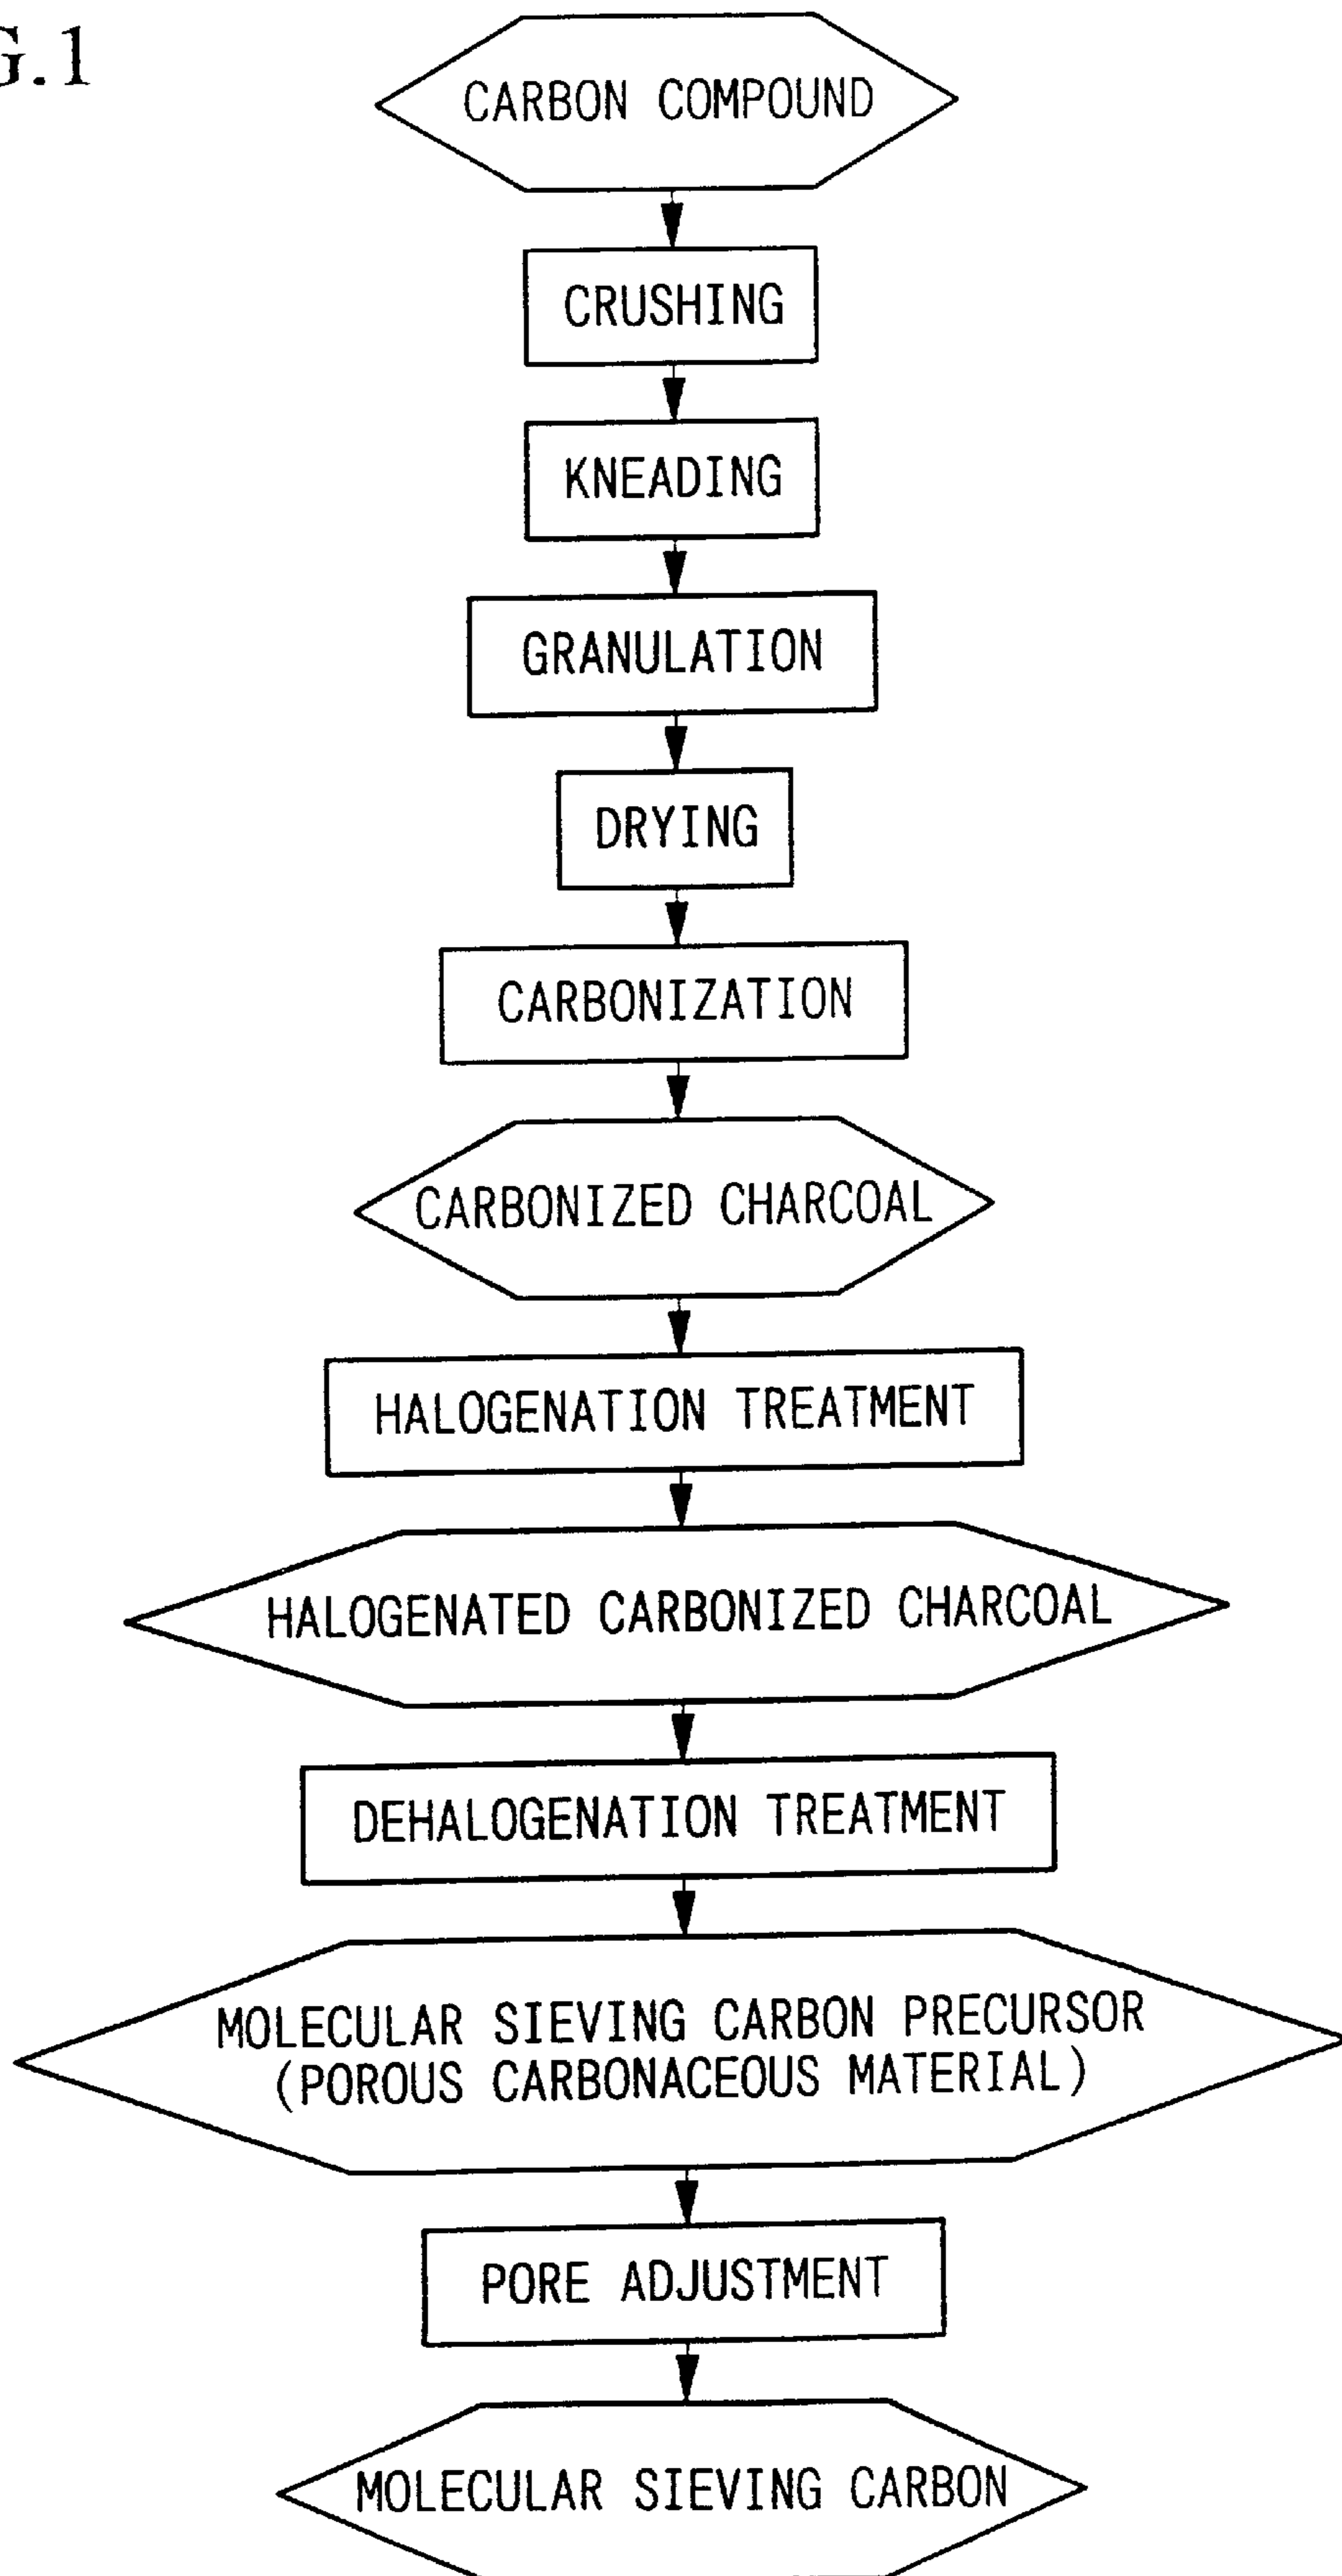 G.1
CARBON COMPOUND
CRUSHING
KNEADING
GRANULATION
DRYING
CARBONIZATION
CARBONIZED CHARCOAL
HALOGENATION TREATMENT
HALOGENATED CARBONIZED CHARCOAL
DEHALOGENATION TREATMENT
MOLECULAR SIEVING CARBON PRECURSOR
(POROUS CARBONACEOUS MATERIAL)
PORE ADJUSTMENT
MOLECULAR SIEVING CARBON